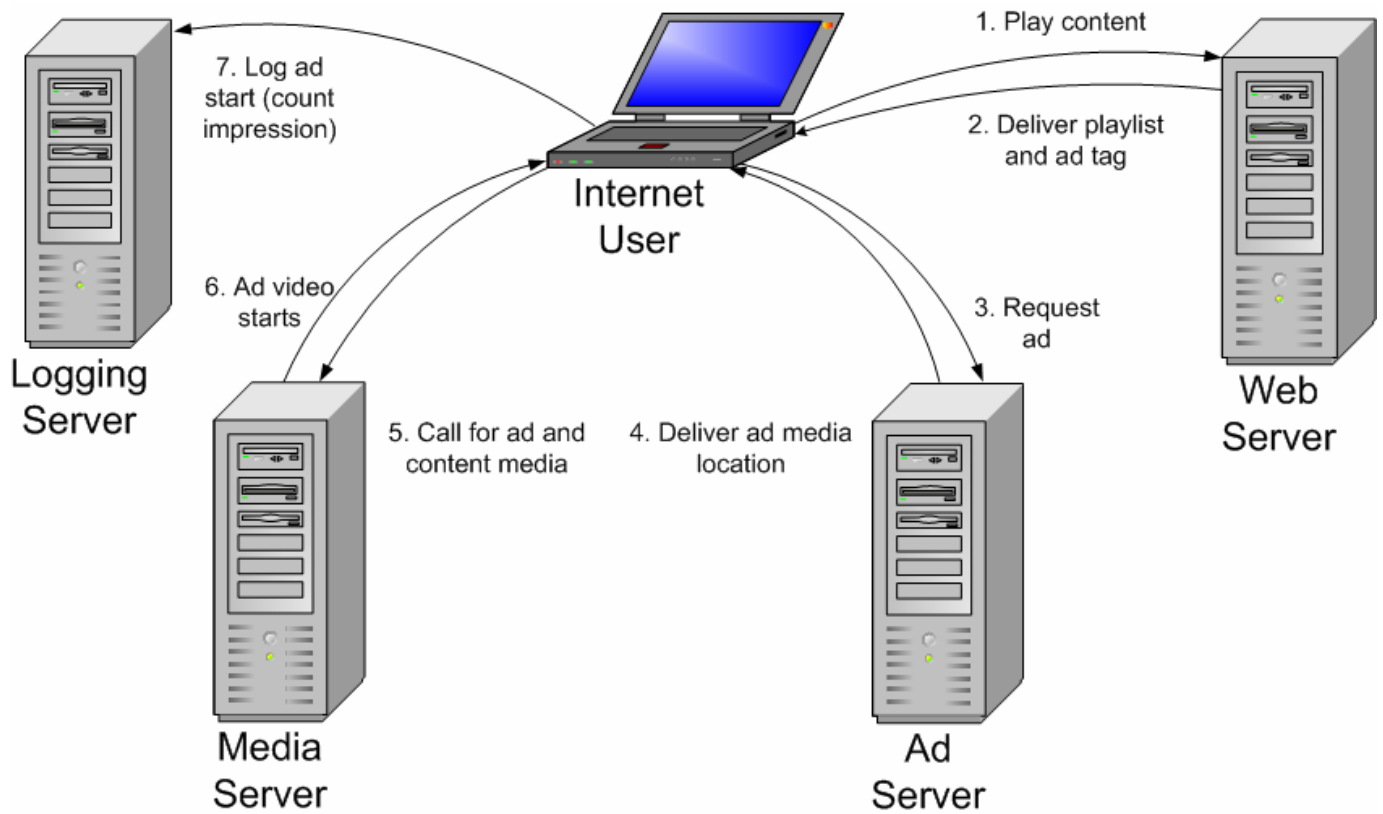 1. Play content
2. Deliver playlist
and ad tag
3. Request
ad
4. Deliver ad media
location
5. Call for ad and
content media
6. Ad video
starts
7. Log ad
start (count
impression)
Internet
User
Logging
Server
Web
Server
Media
Server
Ad
Server